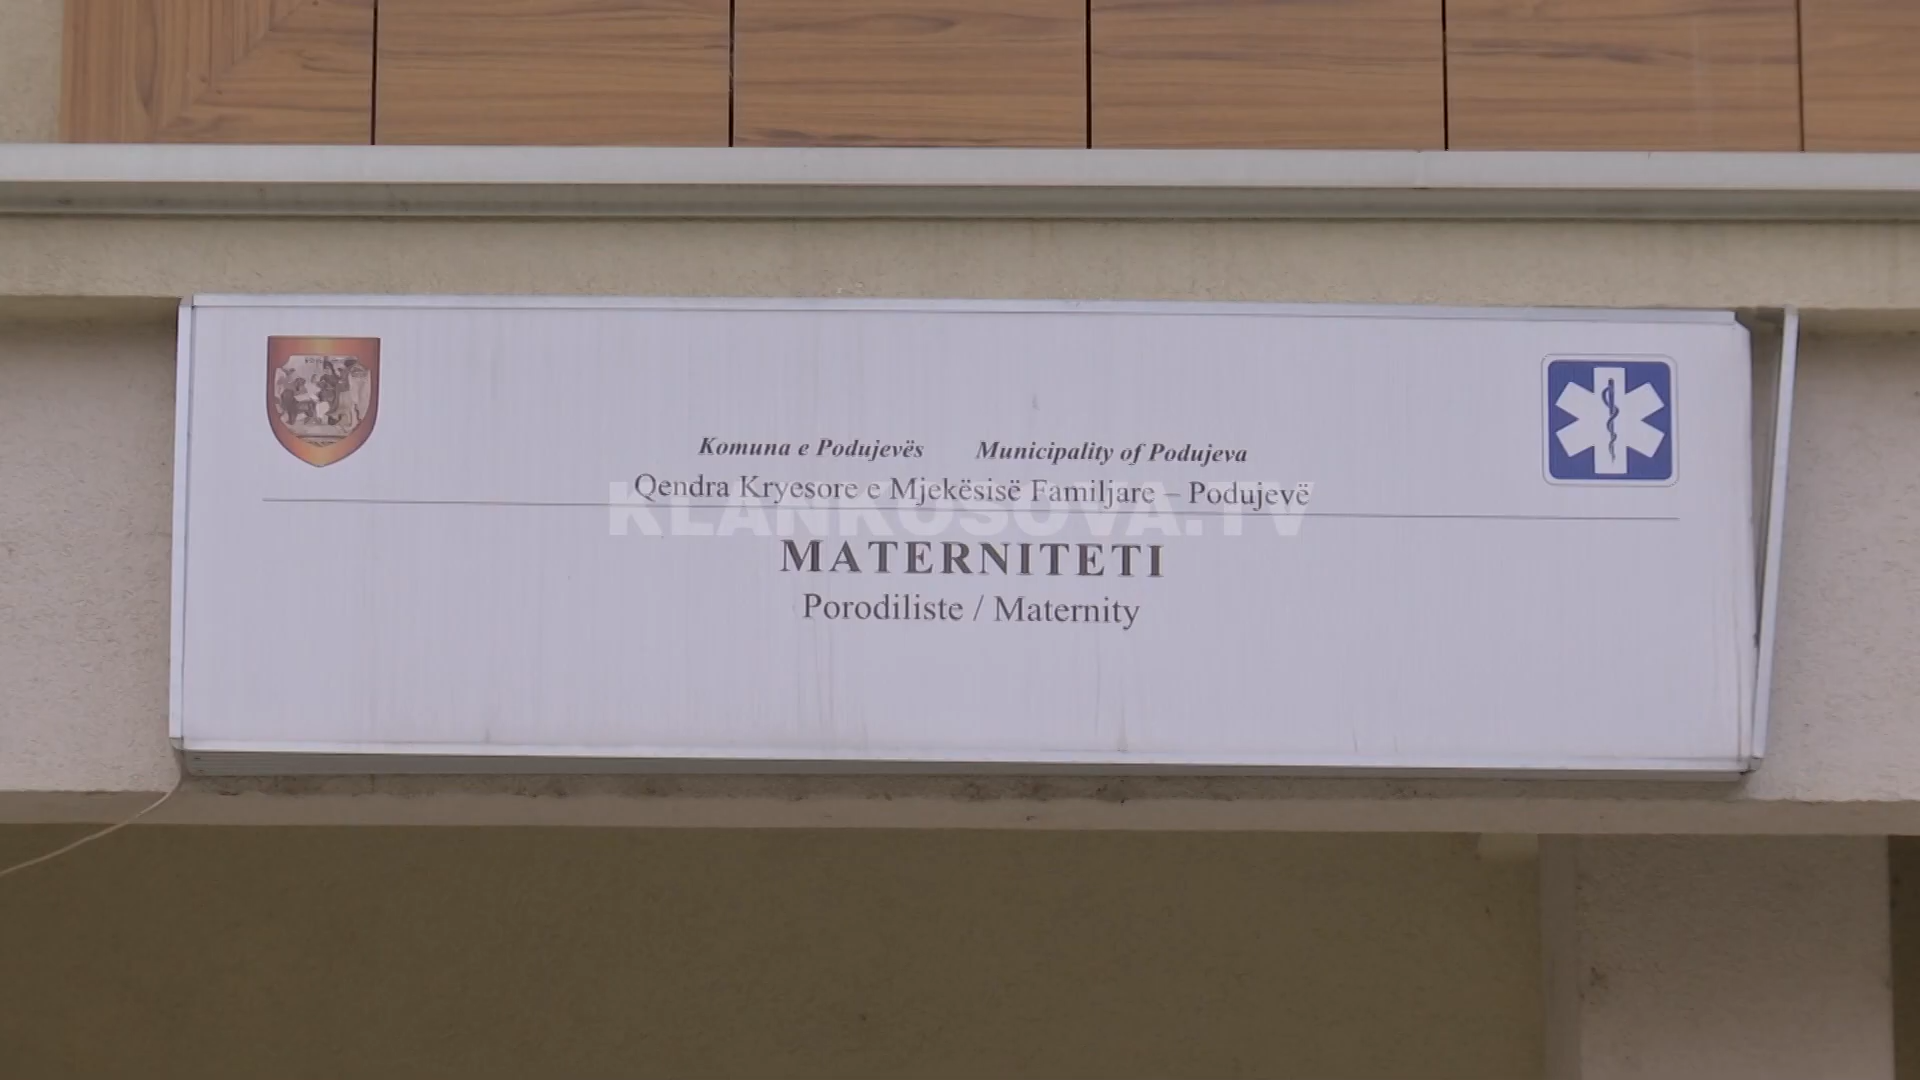 Komuna e Podujevës Municipality of Podujeva
Qendra Kryesore e Mjekësisë Familjare – Podujevë
KLANKOSOVA.TV
MATERNITETI
Porodiliste / Maternity